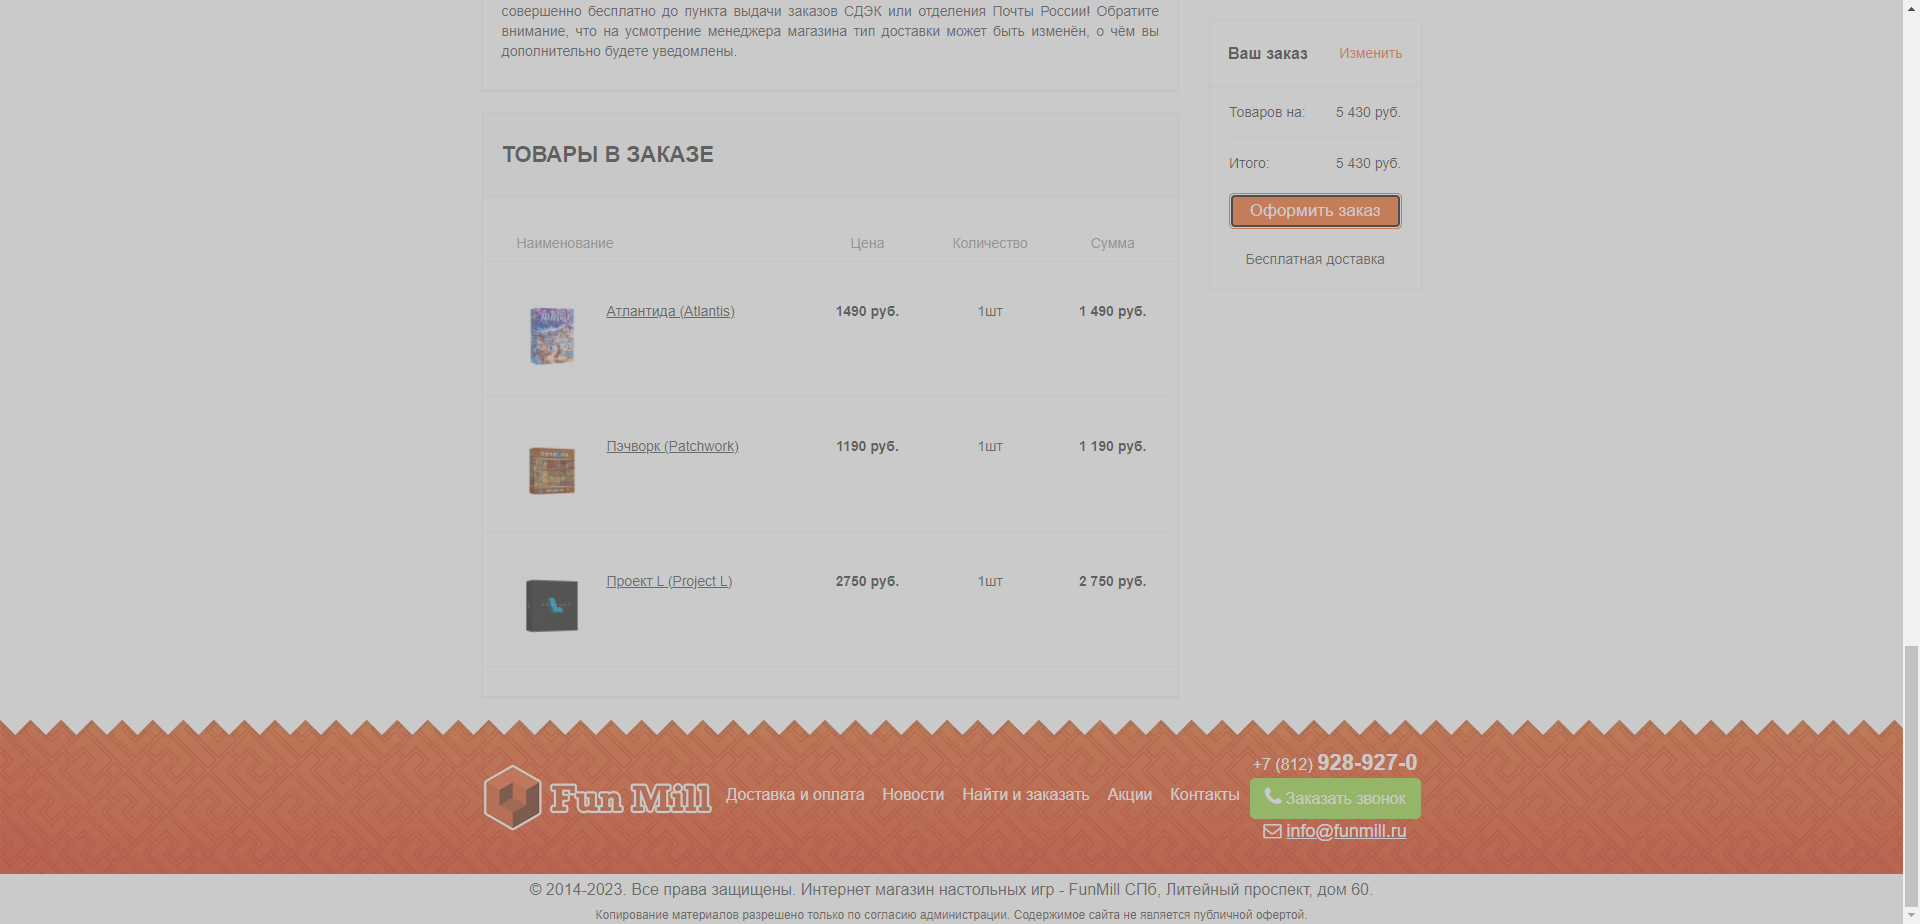 совершенно бесплатно до пункта выдачи заказов СДЭК или отделения Почты России! Обратите
внимание, что на усмотрение менеджера магазина тип доставки может быть изменён, о чём вы
дополнительно будете уведомлены.
Ваш заказ Изменить
Товаров на: 5 430 руб.
Итого: 5 430 руб.
Оформить заказ
Бесплатная доставка
ТОВАРЫ В ЗАКАЗЕ
Наименование Цена Количество Сумма
Атлантида (Atlantis) 1490 руб. 1шт 1 490 руб.
Пэчворк (Patchwork) 1190 руб. 1шт 1 190 руб.
Проект L (Project L) 2750 руб. 1шт 2 750 руб.
Fun Mill
Доставка и оплата Новости Найти и заказать Акции Контакты
+7 (812) 928-927-0
Заказать звонок
info@funmill.ru
© 2014-2023. Все права защищены. Интернет магазин настольных игр - FunMill СПб, Литейный проспект, дом 60.
Копирование материалов разрешено только по согласию администрации. Содержимое сайта не является публичной офертой.